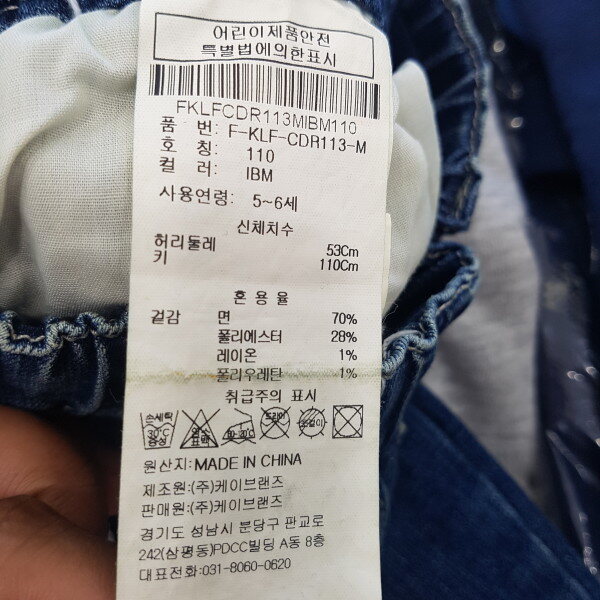 어린이제품안전
특별법에의한표시
FKLFCDR113MIBM110
품 번: F-KLF-CDR113-M
호 칭: 110
컬 러: IBM
사용연령: 5~6세
신체치수
허리둘레 53Cm
키 110Cm
혼 용 율
겉감 면 70%
폴리에스터 28%
레이온 1%
폴리우레탄 1%
취급주의 표시
손세탁
30°C
중성
원산지: MADE IN CHINA
제조원:(주)케이브랜즈
판매원:(주)케이브랜즈
경기도 성남시 분당구 판교로
242(삼평동)PDCC빌딩 A동 8층
대표전화:031-8060-0620